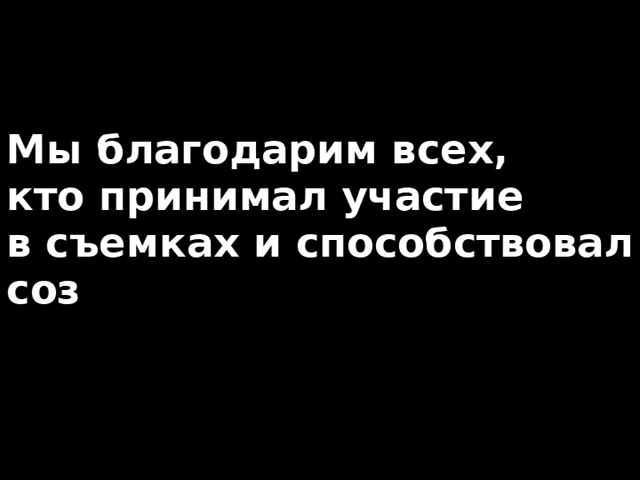 Мы благодарим всех,
кто принимал участие
в съемках и способствовал
соз